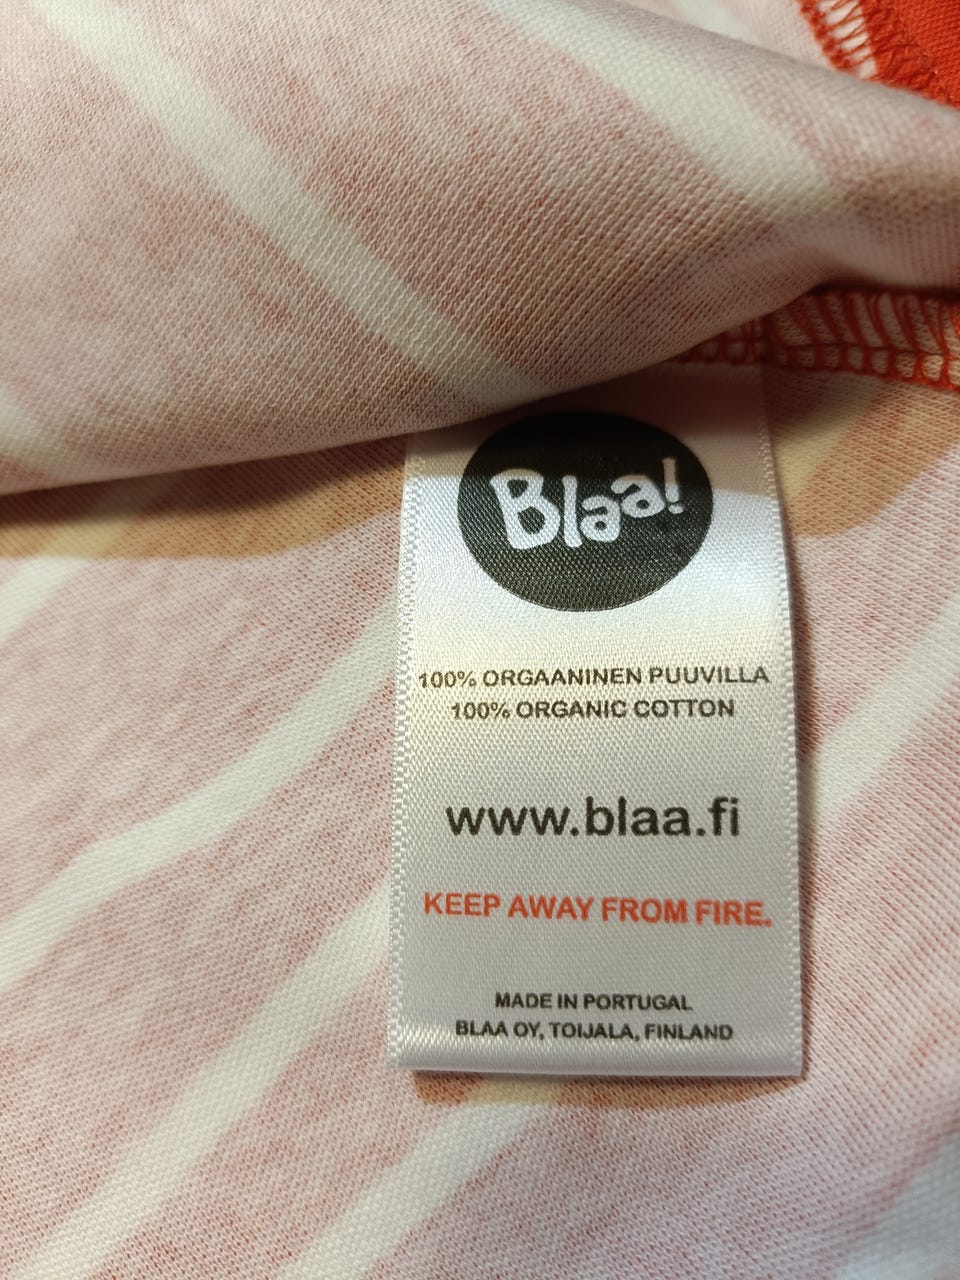 Blaa!
100% ORGAANINEN PUUVILLA
100% ORGANIC COTTON
www.blaa.fi
KEEP AWAY FROM FIRE.
MADE IN PORTUGAL
BLAA OY, TOIJALA, FINLAND